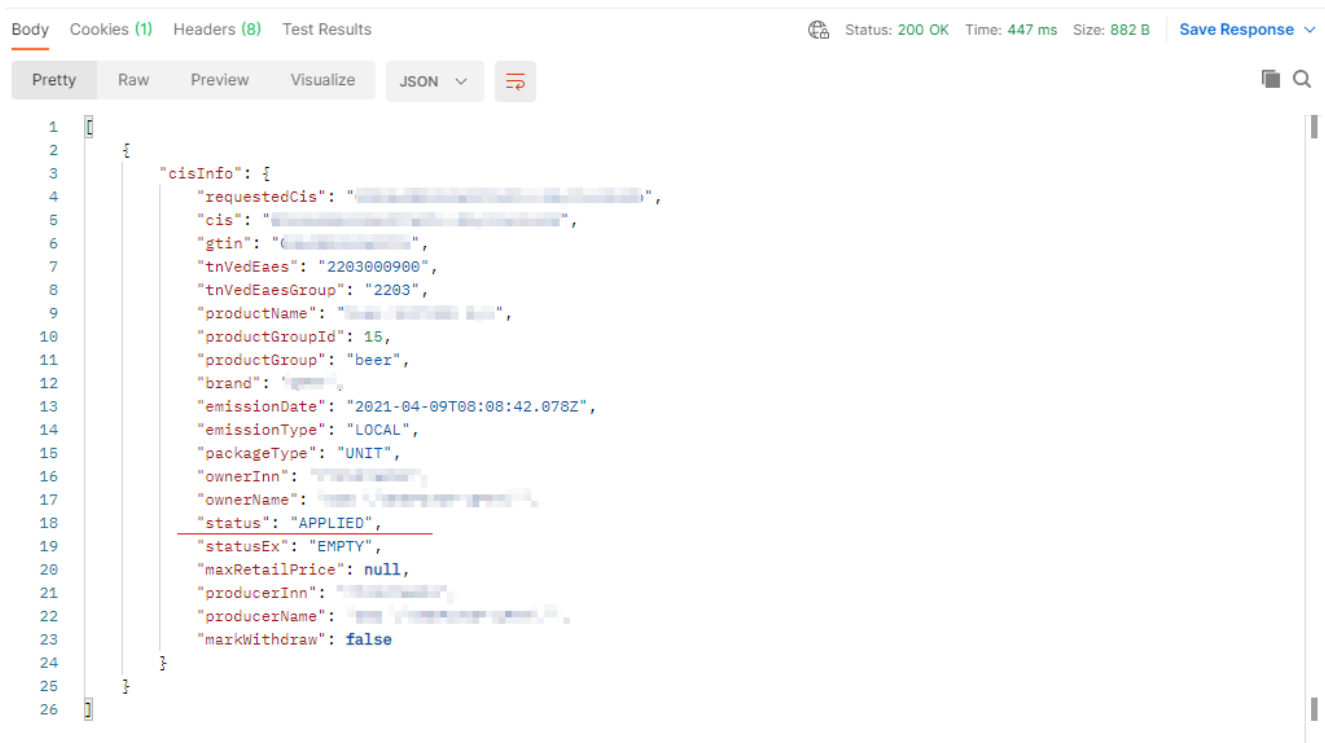 Body Cookies (1) Headers (8) Test Results Status: 200 OK Time: 447 ms Size: 882 B Save Response
Pretty Raw Preview Visualize JSON
1 [
2 {
3 "cisInfo": {
4 "requestedCis": "",
5 "cis": "",
6 "gtin": "",
7 "tnVedEaes": "2203000900",
8 "tnVedEaesGroup": "2203",
9 "productName": "",
10 "productGroupId": 15,
11 "productGroup": "beer",
12 "brand":
13 "emissionDate": "2021-04-09T08:08:42.078Z",
14 "emissionType": "LOCAL",
15 "packageType": "UNIT",
16 "ownerInn":
17 "ownerName":
18 "status": "APPLIED",
19 "statusEx": "EMPTY",
20 "maxRetailPrice": null,
21 "producerInn":
22 "producerName":
23 "markWithdraw": false
24 }
25 }
26 ]